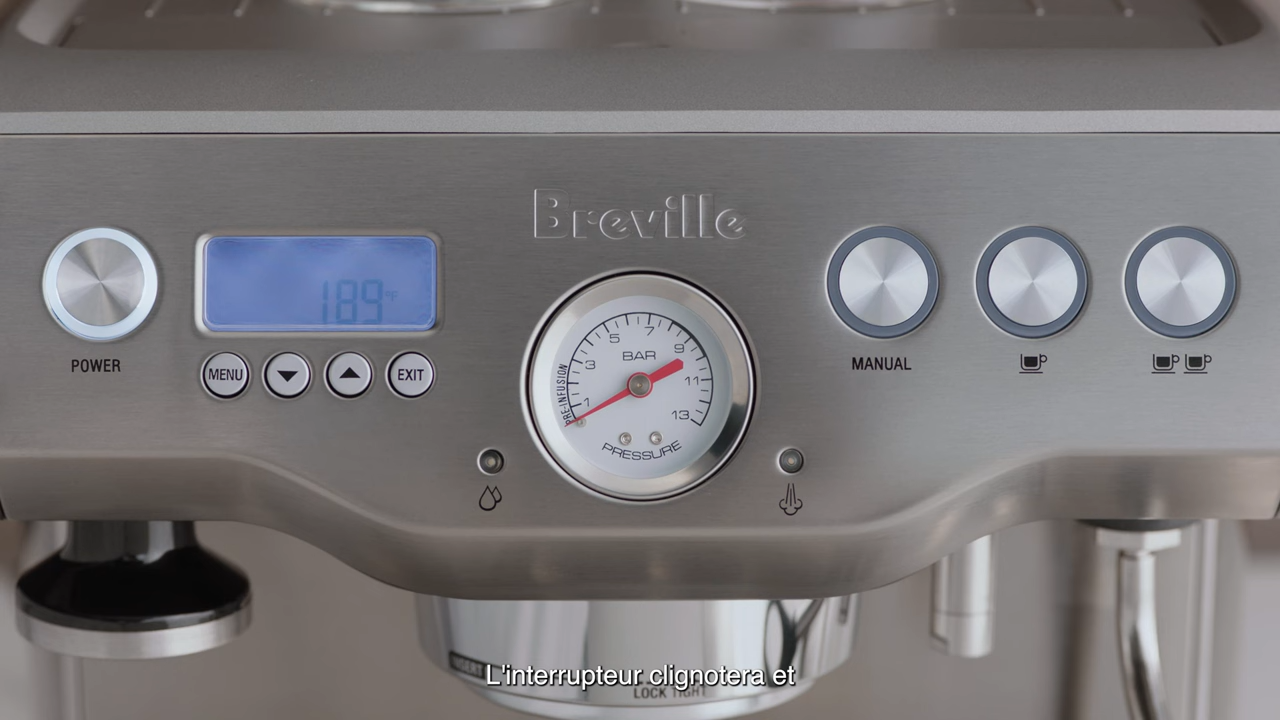 Breville
189°F
POWER
MENU
EXIT
MANUAL
BAR
1
3
5
7
9
11
13
PRE-INFUSION
PRESSURE
INSERT
LOCK TIGHT
L'interrupteur clignotera et